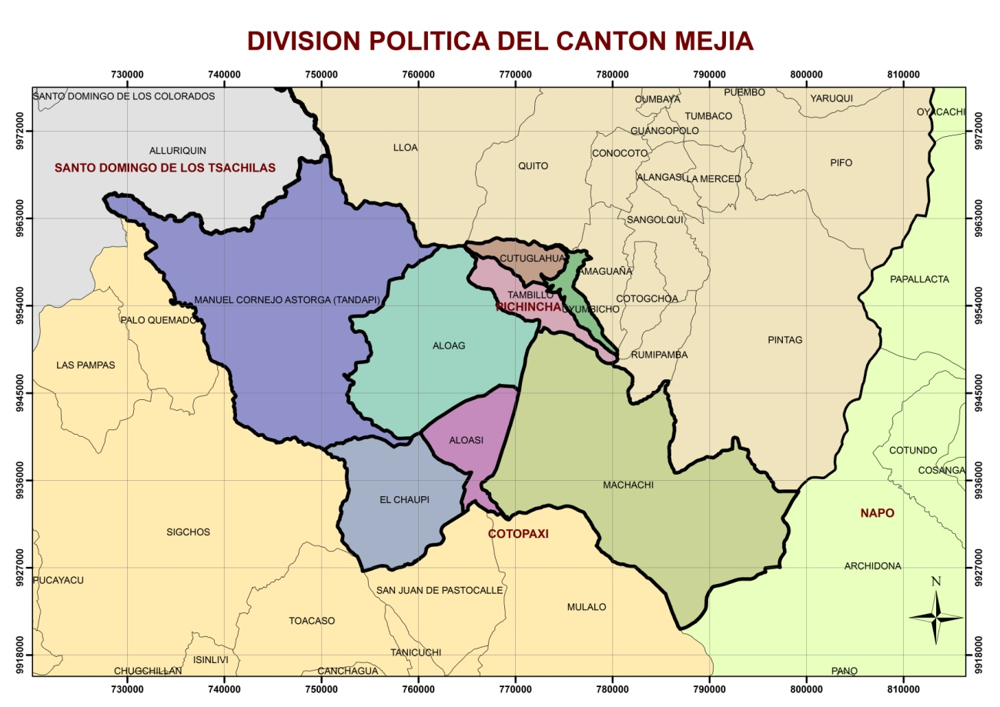 DIVISION POLITICA DEL CANTON MEJIA
730000 740000 750000 760000 770000 780000 790000 800000 810000
SANTO DOMINGO DE LOS COLORADOS
CUMBAYA
PUEMBO
YARUQUI
TUMBACO
OYACACHI
9972000
9972000
GUANGOPOLO
ALLURIQUIN
LLOA
CONOCOTO
SANTO DOMINGO DE LOS TSACHILAS
QUITO
PIFO
ALANGASI
LA MERCED
9963000
9963000
SANGOLQUI
CUTUGLAHUA
AMAGUAÑA
PAPALLACTA
TAMBILLO
COTOGCHOA
MANUEL CORNEJO ASTORGA (TANDAPI)
9954000
9954000
PICHINCHA
UYUMBICHO
PALO QUEMADO
PINTAG
ALOAG
RUMIPAMBA
LAS PAMPAS
9945000
9945000
ALOASI
COTUNDO
COSANGA
9936000
9936000
MACHACHI
EL CHAUPI
NAPO
SIGCHOS
COTOPAXI
9927000
9927000
ARCHIDONA
PUCAYACU
N
SAN JUAN DE PASTOCALLE
MULALO
TOACASO
TANICUCHI
9918000
9918000
ISINLIVI
CHUGCHILLAN
CANCHAGUA
PANO
730000 740000 750000 760000 770000 780000 790000 800000 810000